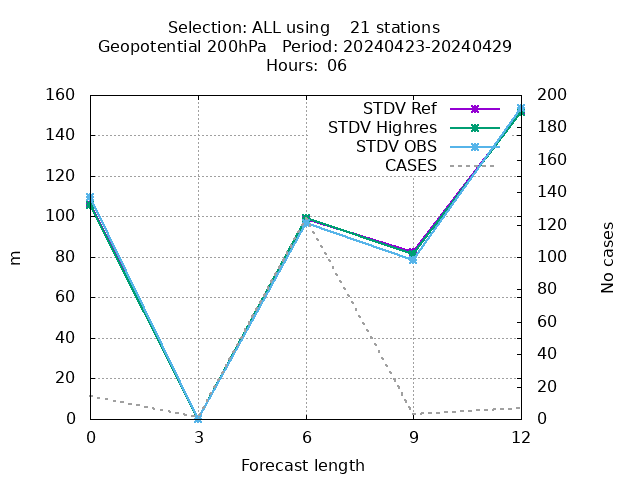 Selection: ALL using    21 stations
Geopotential 200hPa   Period: 20240423-20240429
Hours:  06
160 200
140 180
120 160
100 140
80 120
60 100
40 80
20 60
0 40
20
0
STDV Ref
STDV Highres
STDV OBS
CASES
m
No cases
0 3 6 9 12
Forecast length